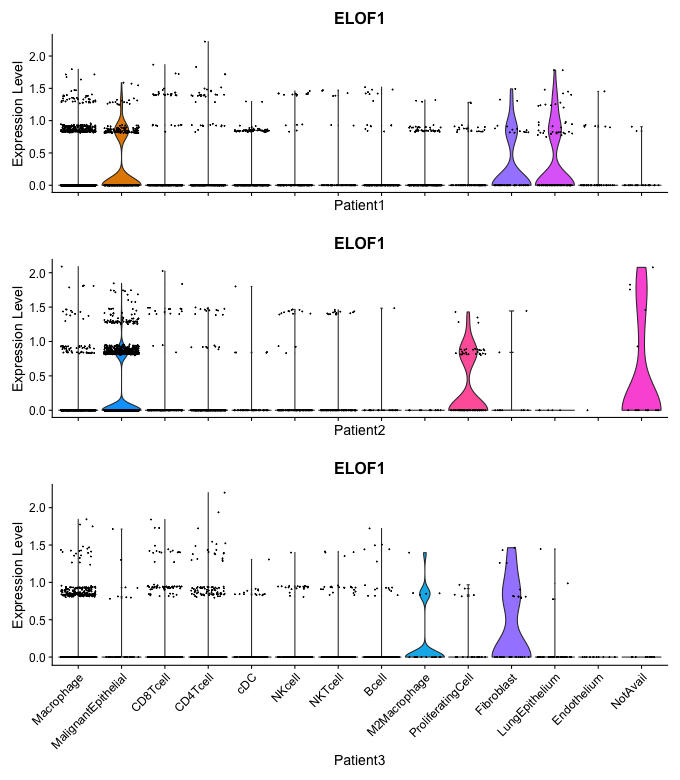 ELOF1
Expression Level
2.0
1.5
1.0
0.5
0.0
Patient1
ELOF1
Expression Level
2.0
1.5
1.0
0.5
0.0
Patient2
ELOF1
Expression Level
2.0
1.5
1.0
0.5
0.0
Macrophage
MalignantEpithelial
CD8Tcell
CD4Tcell
cDC
NKcell
NKTcell
Bcell
M2Macrophage
ProliferatingCell
Fibroblast
LungEpithelium
Endothelium
NotAvail
Patient3